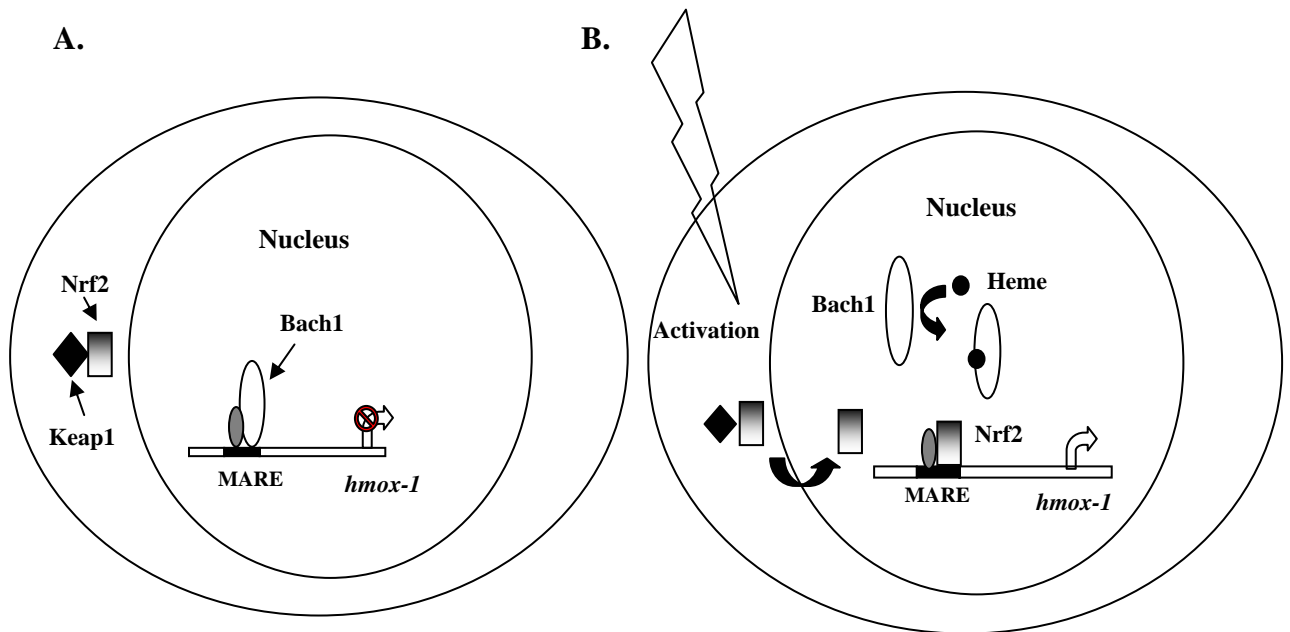 A.
Nucleus
Nrf2
Bach1
Keap1
MARE
hmox-1
B.
Nucleus
Heme
Bach1
Activation
Nrf2
MARE
hmox-1